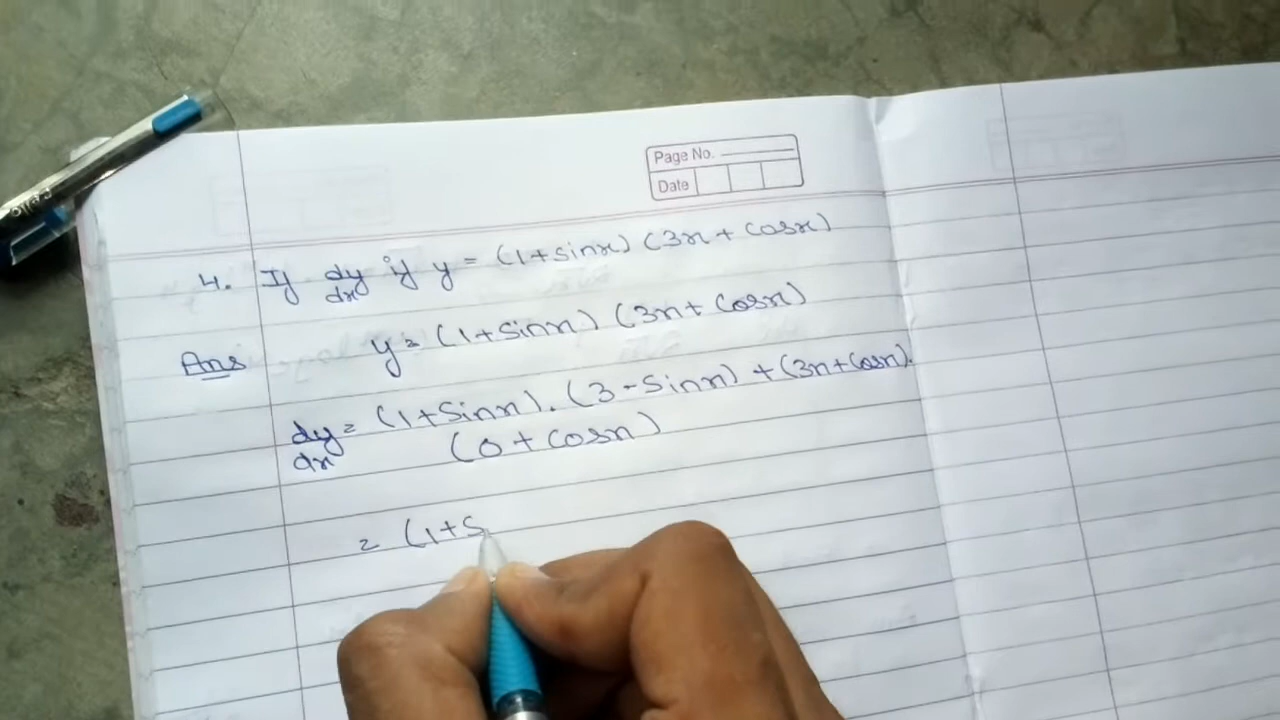 Page No.
Date
4. If dy/dx if y = (1+sinx) (3x + cosx)
Ans y = (1+sinx) (3x + cosx)
dy/dx = (1+sinx). (3-sinx) + (3x+cosx).
(0 + cosx)
= (1+s